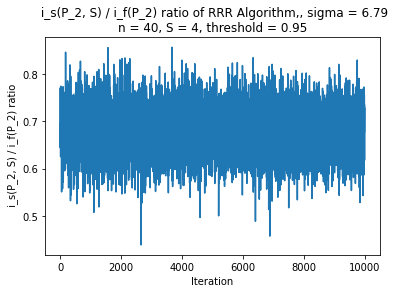 i_s(P_2, S) / i_f(P_2) ratio of RRR Algorithm,, sigma = 6.79
n = 40, S = 4, threshold = 0.95
i_s(P_2, S) / i_f(P_2) ratio
0.8
0.7
0.6
0.5
0 2000 4000 6000 8000 10000
Iteration